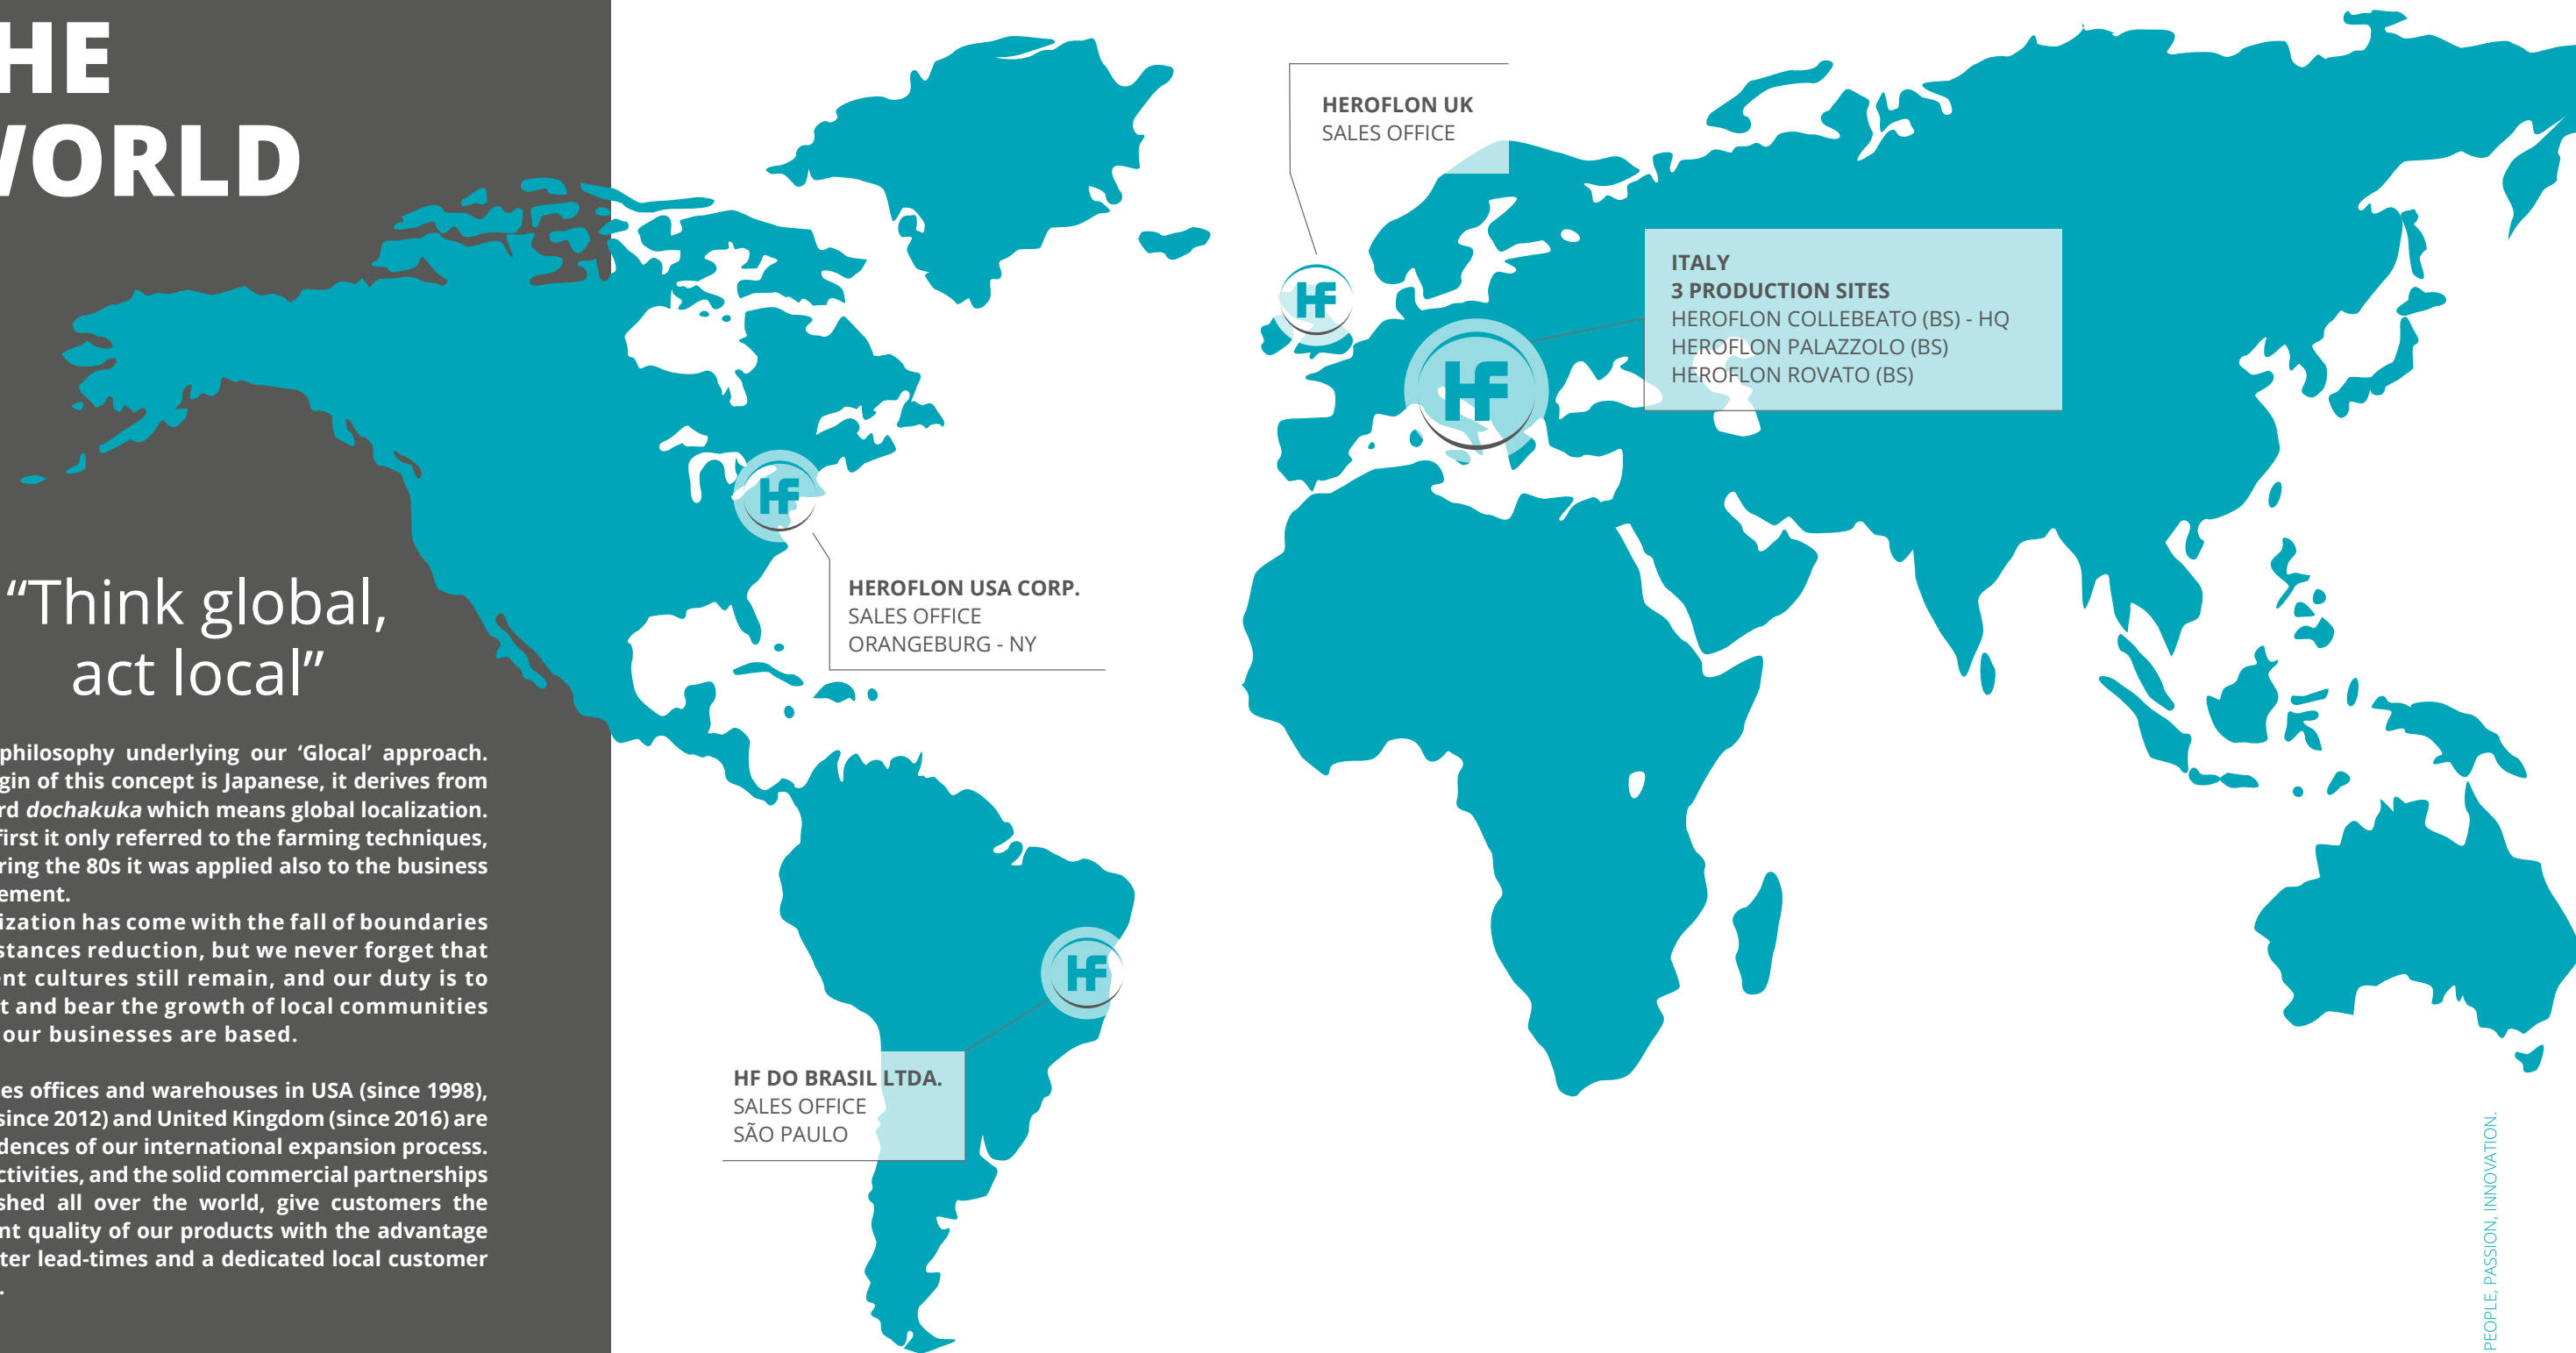 HE
WORLD
“Think global,
act local”
philosophy underlying our ‘Glocal’ approach.
gin of this concept is Japanese, it derives from
rd dochakuka which means global localization.
first it only referred to the farming techniques,
ring the 80s it was applied also to the business
ement.
ization has come with the fall of boundaries
stances reduction, but we never forget that
nt cultures still remain, and our duty is to
t and bear the growth of local communities
our businesses are based.
es offices and warehouses in USA (since 1998),
since 2012) and United Kingdom (since 2016) are
dences of our international expansion process.
ctivities, and the solid commercial partnerships
shed all over the world, give customers the
nt quality of our products with the advantage
ter lead-times and a dedicated local customer
.
HEROFLON UK
SALES OFFICE
Hf
ITALY
3 PRODUCTION SITES
HEROFLON COLLEBEATO (BS) - HQ
HEROFLON PALAZZOLO (BS)
HEROFLON ROVATO (BS)
Hf
Hf
HEROFLON USA CORP.
SALES OFFICE
ORANGEBURG - NY
Hf
HF DO BRASIL LTDA.
SALES OFFICE
SÃO PAULO
PEOPLE, PASSION, INNOVATION.